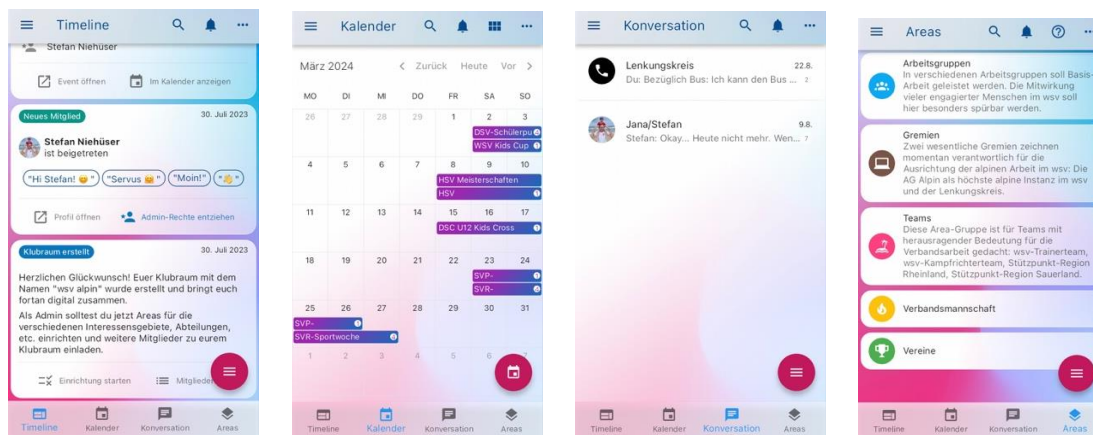 Timeline
Stefan Niehüser
Event öffnen
Im Kalender anzeigen
Neues Mitglied
30. Juli 2023
Stefan Niehüser
ist beigetreten
"Hi Stefan! 😀 "
"Servus 😀 "
"Moin!"
"👋 "
Profil öffnen
Admin-Rechte entziehen
Klubraum erstellt
30. Juli 2023
Herzlichen Glückwunsch! Euer Klubraum mit dem
Namen "wsv alpin" wurde erstellt und bringt euch
fortan digital zusammen.
Als Admin solltest du jetzt Areas für die
verschiedenen Interessensgebiete, Abteilungen,
etc. einrichten und weitere Mitglieder zu eurem
Klubraum einladen.
Einrichtung starten
Mitglieder
Timeline Kalender Konversation Areas
Kalender
März 2024 Zurück Heute Vor
MO DI MI DO FR SA SO
26 27 28 29 1 2 3
DSV-Schülerpu
WSV Kids Cup
4 5 6 7 8 9 10
HSV Meisterschaften
HSV
11 12 13 14 15 16 17
DSC U12 Kids Cross
18 19 20 21 22 23 24
SVP-
SVR-
25 26 27 28 29 30 31
SVP-
SVR-Sportwoche
1 2 3 4 5 6
Timeline Kalender Konversation Areas
Konversation
Lenkungskreis 22.8.
Du: Bezüglich Bus: Ich kann den Bus ...
Jana/Stefan 9.8.
Stefan: Okay... Heute nicht mehr. Wen...
Timeline Kalender Konversation Areas
Areas
Arbeitsgruppen
In verschiedenen Arbeitsgruppen soll Basis-
Arbeit geleistet werden. Die Mitwirkung
vieler engagierter Menschen im wsv soll
hier besonders spürbar werden.
Gremien
Zwei wesentliche Gremien zeichnen
momentan verantwortlich für die
Ausrichtung der alpinen Arbeit im wsv: Die
AG Alpin als höchste alpine Instanz im wsv
und der Lenkungskreis.
Teams
Diese Area-Gruppe ist für Teams mit
herausragender Bedeutung für die
Verbandsarbeit gedacht: wsv-Trainerteam,
wsv-Kampfrichterteam, Stützpunkt-Region
Rheinland, Stützpunkt-Region Sauerland.
Verbandsmannschaft
Vereine
Timeline Kalender Konversation Areas